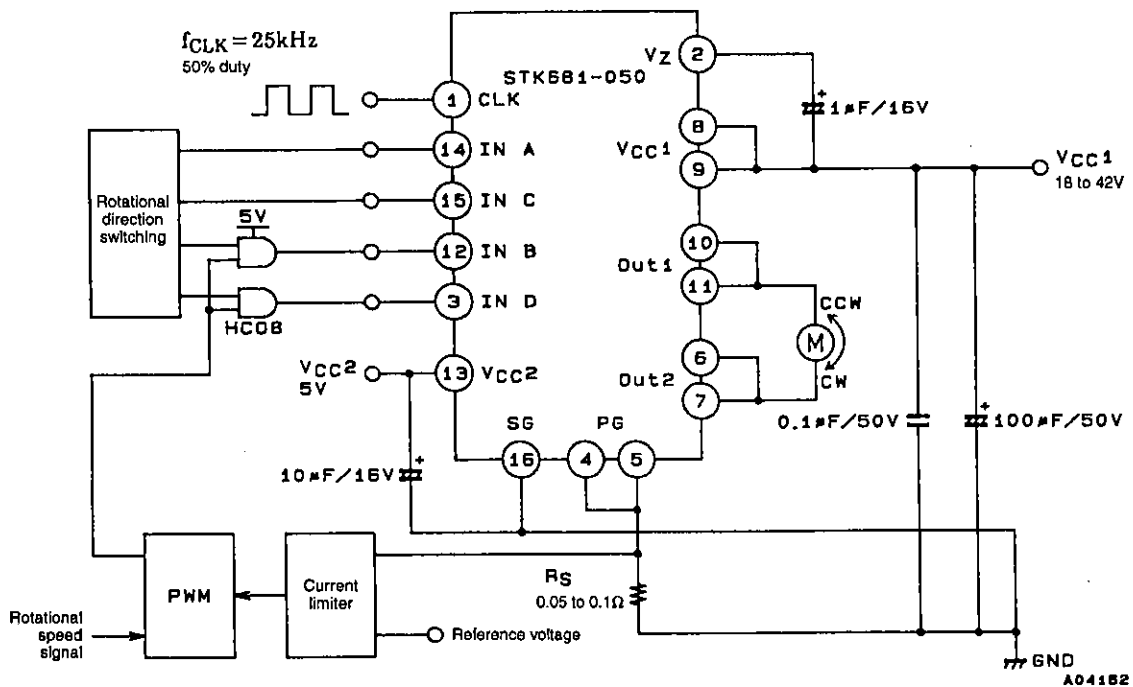 fCLK = 25kHz
50% duty
STK681-050
1 CLK
14 IN A
15 IN C
12 IN B
3 IN D
13 VCC2
VZ 2
8
VCC1
9
10
Out1
11
6
Out2
7
SG
16
PG
4
5
Rotational
direction
switching
5V
HC08
VCC2
5V
1µF/16V
VCC1
18 to 42V
CCW
M
CW
0.1µF/50V
100µF/50V
10µF/16V
RS
0.05 to 0.1Ω
PWM
Current
limiter
Rotational
speed
signal
Reference voltage
GND
A04152